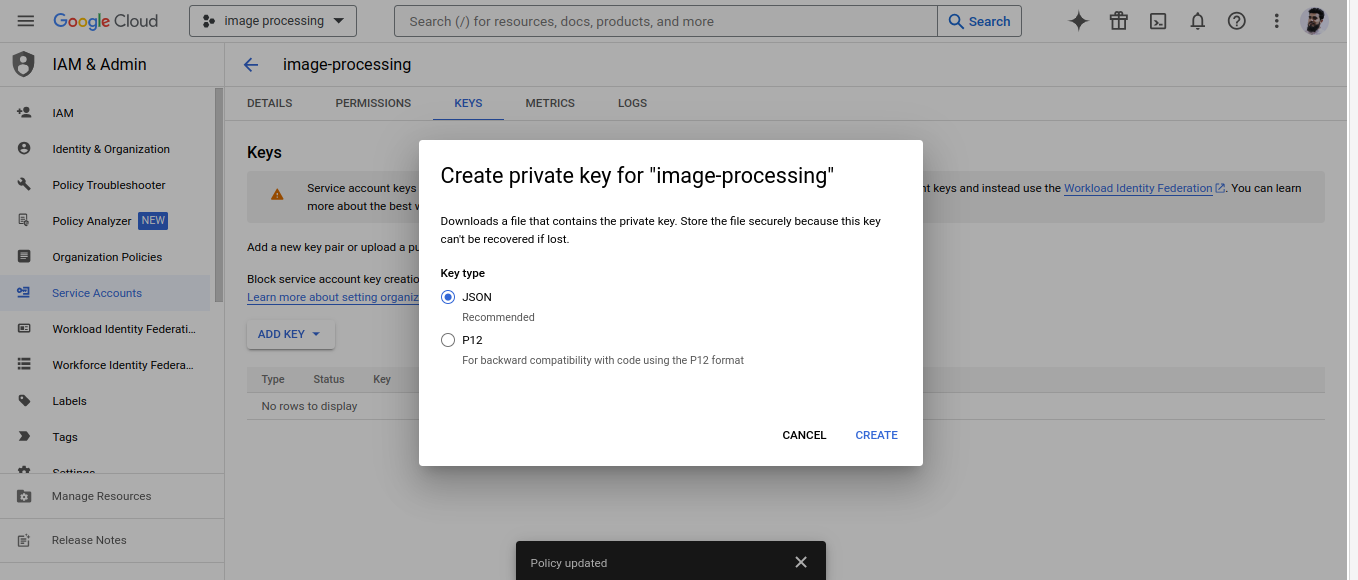 Google Cloud
image processing
Search (/) for resources, docs, products, and more
Search
IAM & Admin
image-processing
DETAILS PERMISSIONS KEYS METRICS LOGS
IAM
Identity & Organization
Policy Troubleshooter
Policy Analyzer NEW
Organization Policies
Service Accounts
Workload Identity Federati...
Workforce Identity Federa...
Labels
Tags
Settings
Manage Resources
Release Notes
Keys
Service account keys
nt keys and instead use the Workload Identity Federation. You can learn
more about the best w
Add a new key pair or upload a pu
Block service account key creatio
Learn more about setting organiz
ADD KEY
Type Status Key
No rows to display
Create private key for "image-processing"
Downloads a file that contains the private key. Store the file securely because this key
can't be recovered if lost.
Key type
JSON
Recommended
P12
For backward compatibility with code using the P12 format
CANCEL CREATE
Policy updated